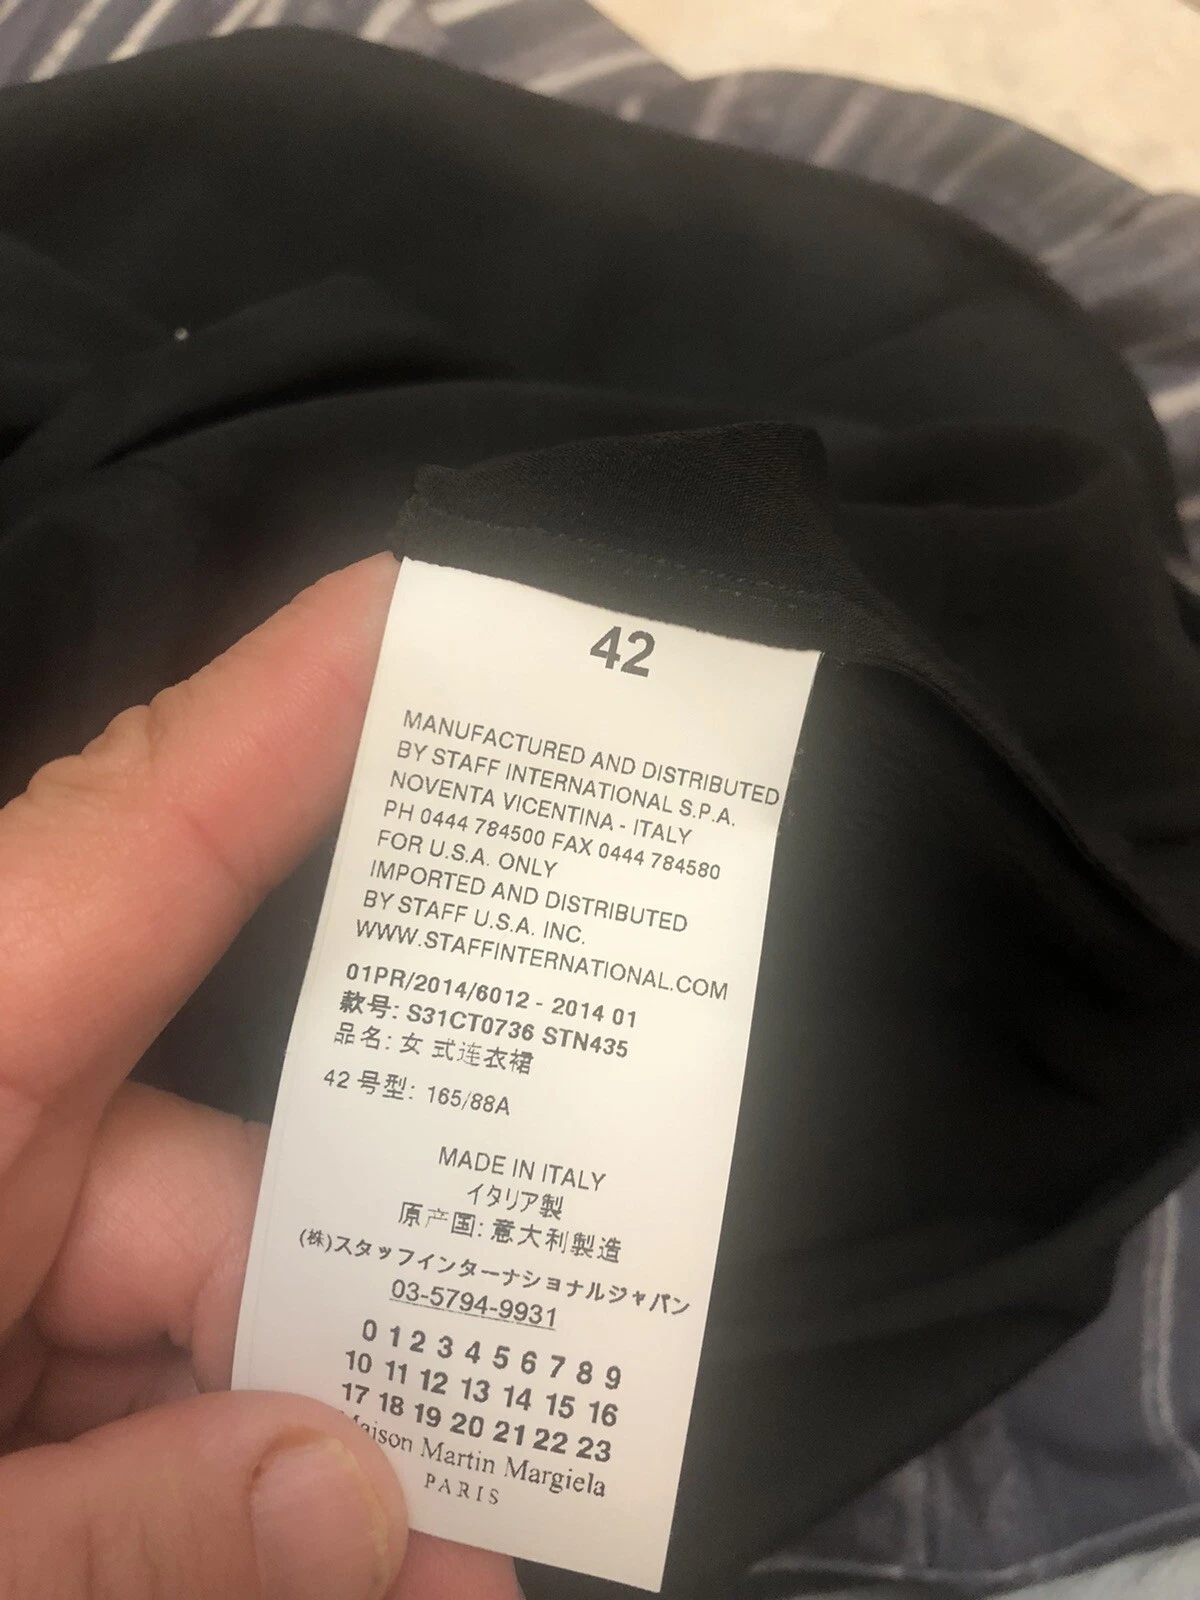 42
MANUFACTURED AND DISTRIBUTED
BY STAFF INTERNATIONAL S.P.A.
NOVENTA VICENTINA - ITALY
PH 0444 784500 FAX 0444 784580
FOR U.S.A. ONLY
IMPORTED AND DISTRIBUTED
BY STAFF U.S.A. INC.
WWW.STAFFINTERNATIONAL.COM
01PR/2014/6012 - 2014 01
款号: S31CT0736 STN435
品名: 女 式连衣裙
42 号型: 165/88A
MADE IN ITALY
イタリア製
原产国: 意大利製造
(株)スタッフインターナショナルジャパン
03-5794-9931
0 1 2 3 4 5 6 7 8 9
10 11 12 13 14 15 16
17 18 19 20 21 22 23
Maison Martin Margiela
PARIS